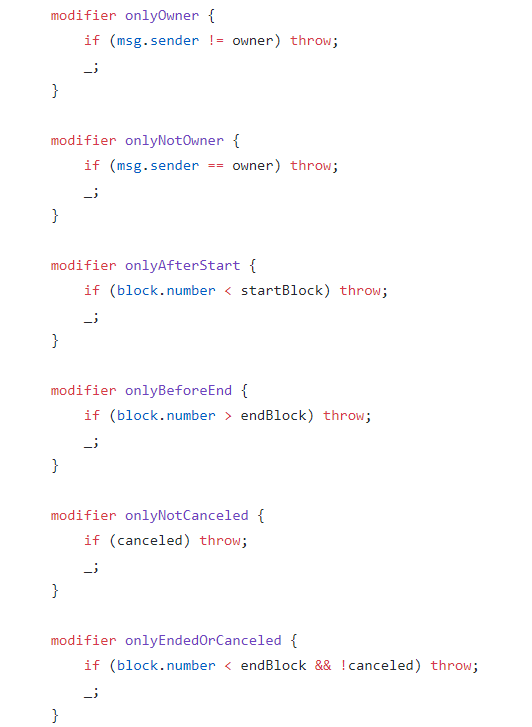 modifier onlyOwner {
    if (msg.sender != owner) throw;
    _;
}

modifier onlyNotOwner {
    if (msg.sender == owner) throw;
    _;
}

modifier onlyAfterStart {
    if (block.number < startBlock) throw;
    _;
}

modifier onlyBeforeEnd {
    if (block.number > endBlock) throw;
    _;
}

modifier onlyNotCanceled {
    if (canceled) throw;
    _;
}

modifier onlyEndedOrCanceled {
    if (block.number < endBlock && !canceled) throw;
    _;
}